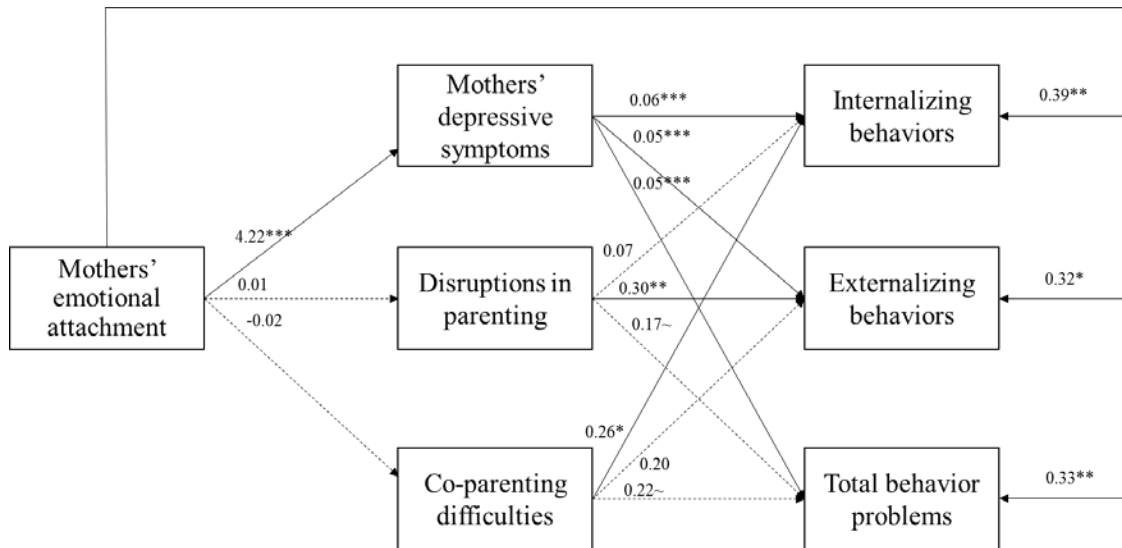 Mothers’
depressive
symptoms
Internalizing
behaviors
0.06***
0.39**
0.05***
0.05***
4.22***
Mothers’
emotional
attachment
0.01
-0.02
Disruptions in
parenting
0.07
0.30**
0.17~
Externalizing
behaviors
0.32*
Co-parenting
difficulties
0.26*
0.20
0.22~
Total behavior
problems
0.33**